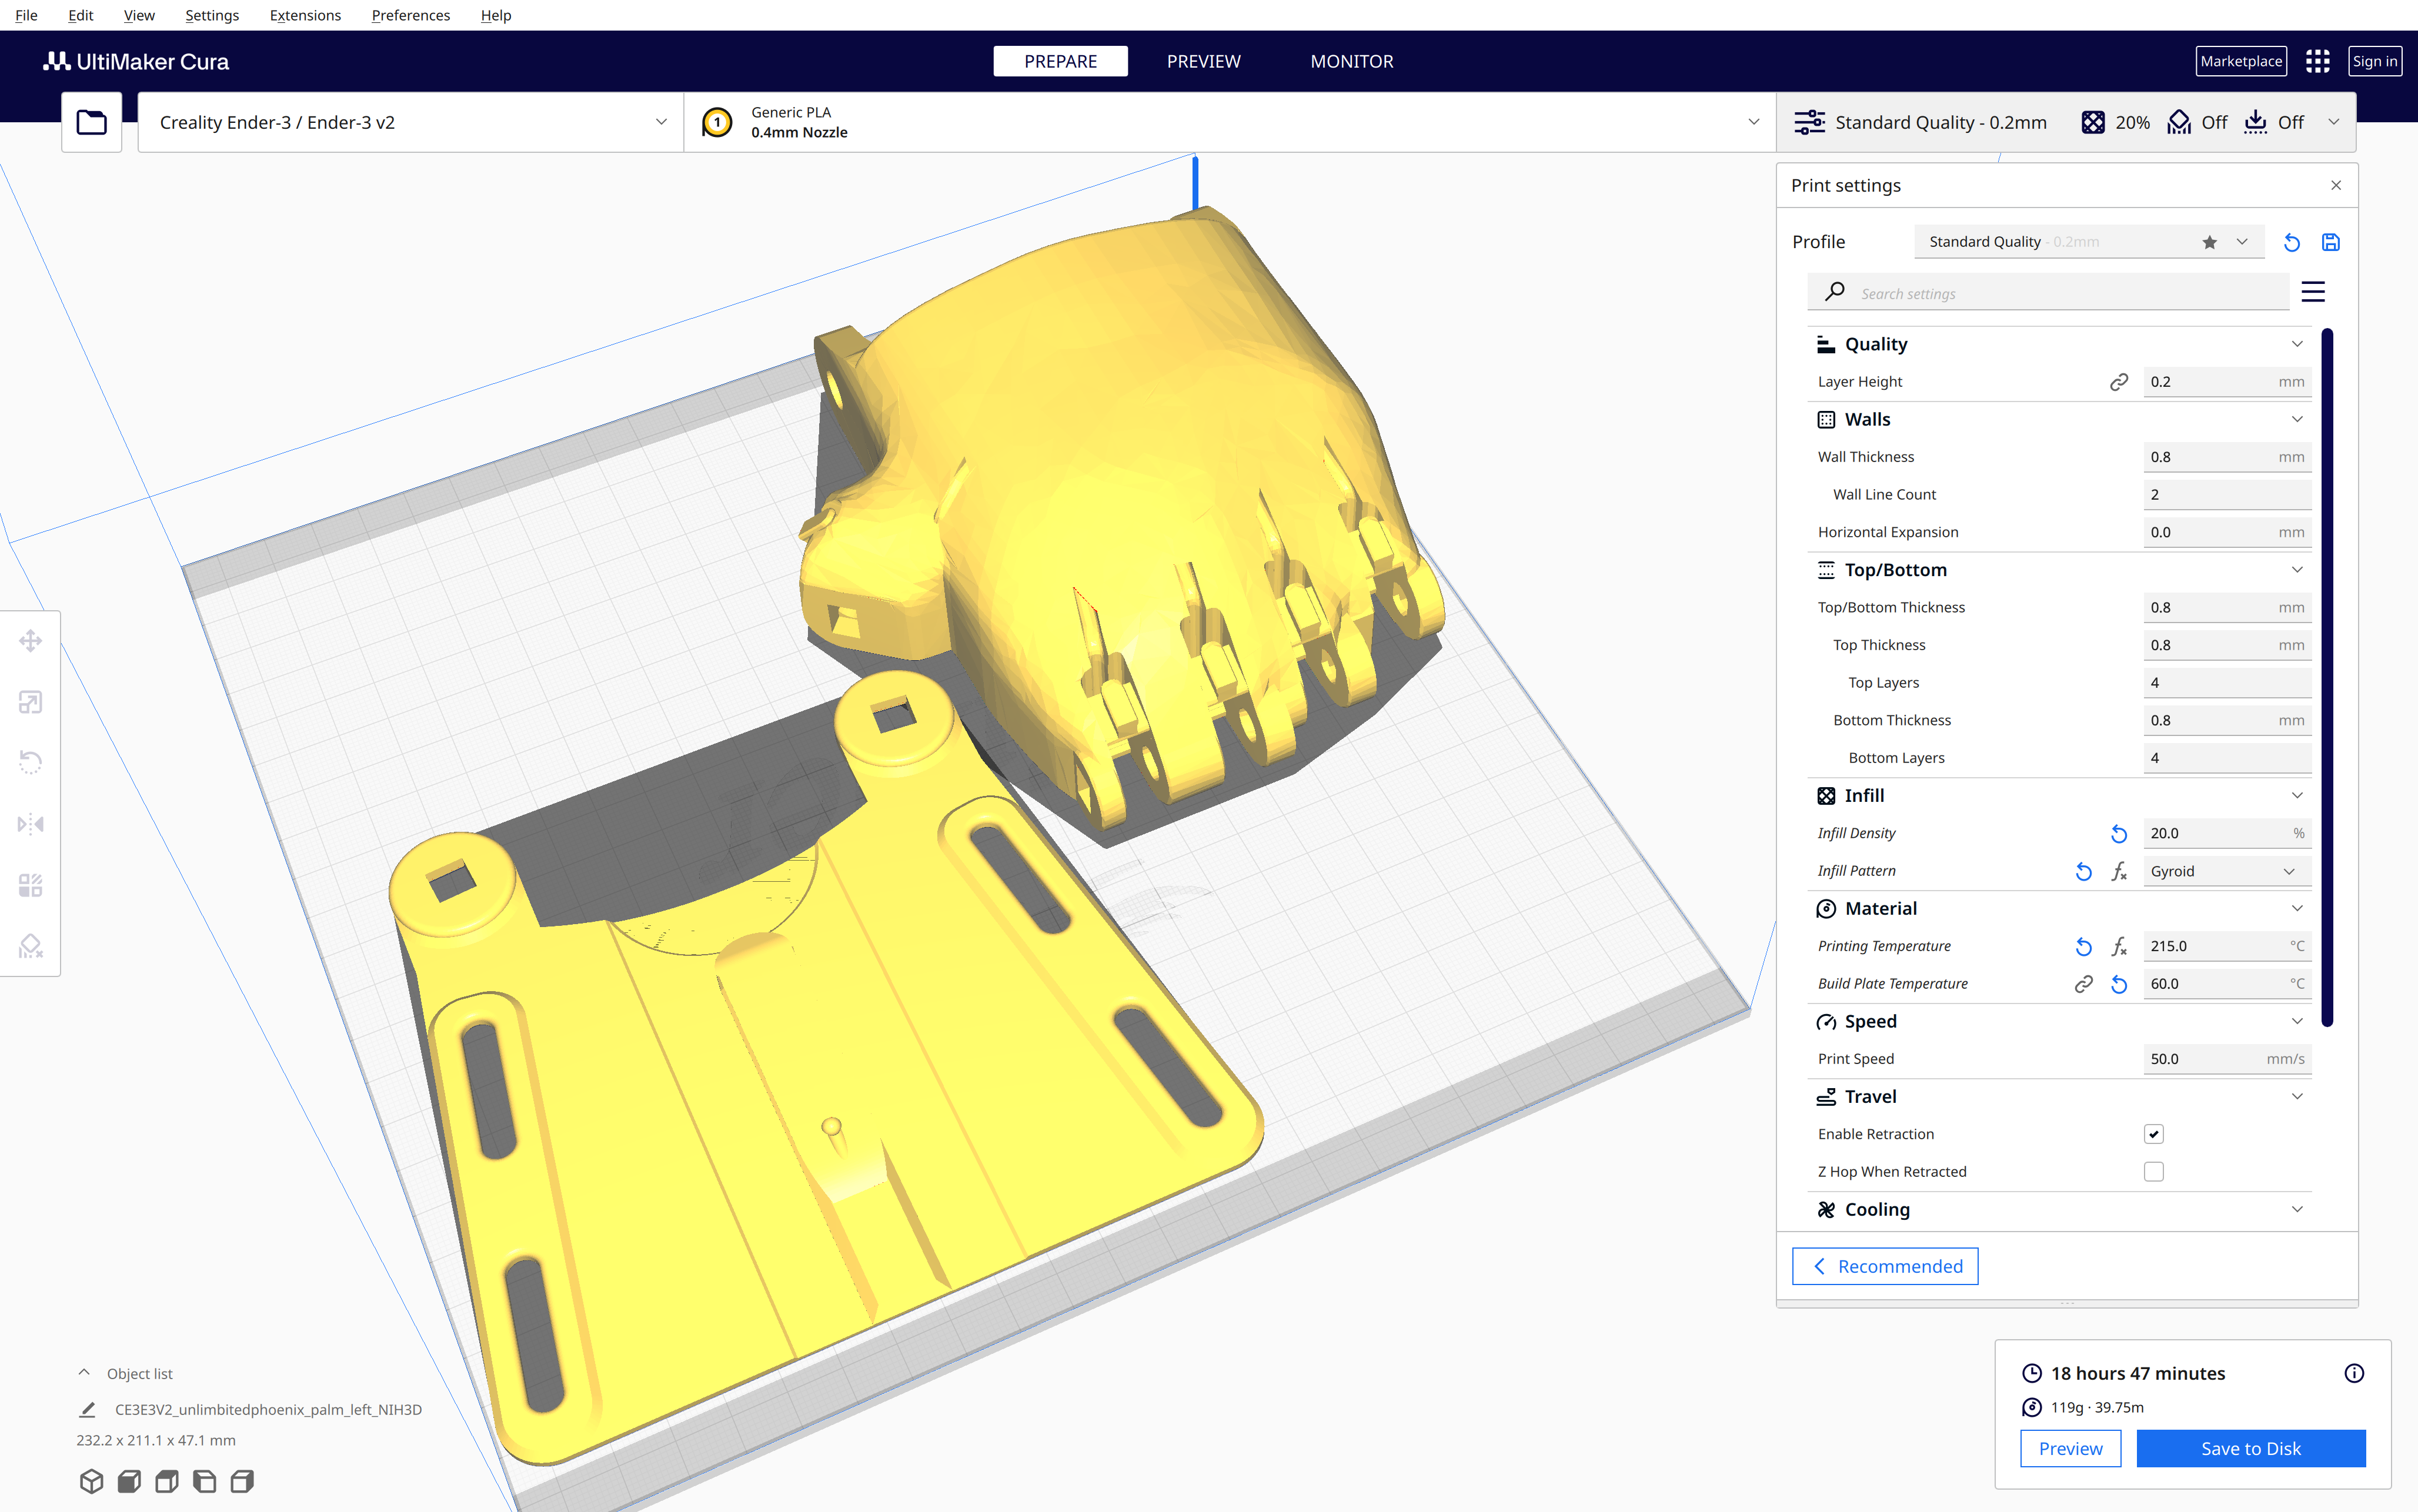 File Edit View Settings Extensions Preferences Help
UltiMaker Cura
PREPARE PREVIEW MONITOR
Marketplace Sign in
Creality Ender-3 / Ender-3 v2
1
Generic PLA
0.4mm Nozzle
Standard Quality - 0.2mm 20% Off Off
Print settings
Profile Standard Quality - 0.2mm
Search settings
Quality
Layer Height 0.2 mm
Walls
Wall Thickness 0.8 mm
Wall Line Count 2
Horizontal Expansion 0.0 mm
Top/Bottom
Top/Bottom Thickness 0.8 mm
Top Thickness 0.8 mm
Top Layers 4
Bottom Thickness 0.8 mm
Bottom Layers 4
Infill
Infill Density 20.0 %
Infill Pattern Gyroid
Material
Printing Temperature 215.0 °C
Build Plate Temperature 60.0 °C
Speed
Print Speed 50.0 mm/s
Travel
Enable Retraction
Z Hop When Retracted
Cooling
Recommended
Object list
CE3E3V2_unlimbitedphoenix_palm_left_NIH3D
232.2 x 211.1 x 47.1 mm
18 hours 47 minutes
119g · 39.75m
Preview Save to Disk